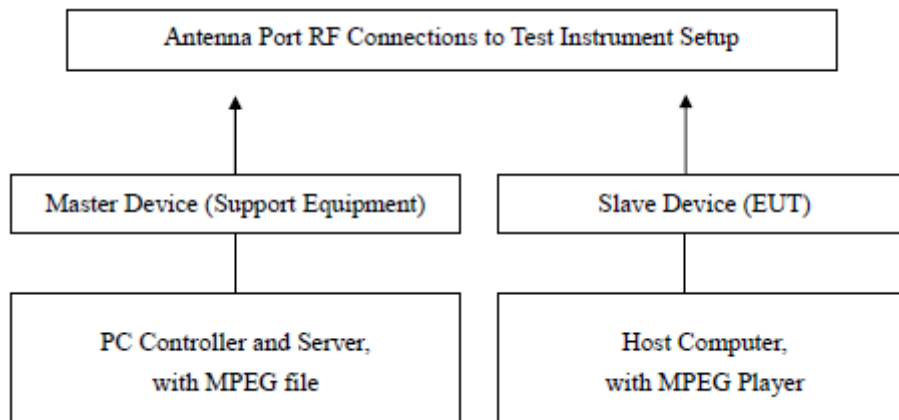 Antenna Port RF Connections to Test Instrument Setup
Master Device (Support Equipment)
Slave Device (EUT)
PC Controller and Server,
with MPEG file
Host Computer,
with MPEG Player